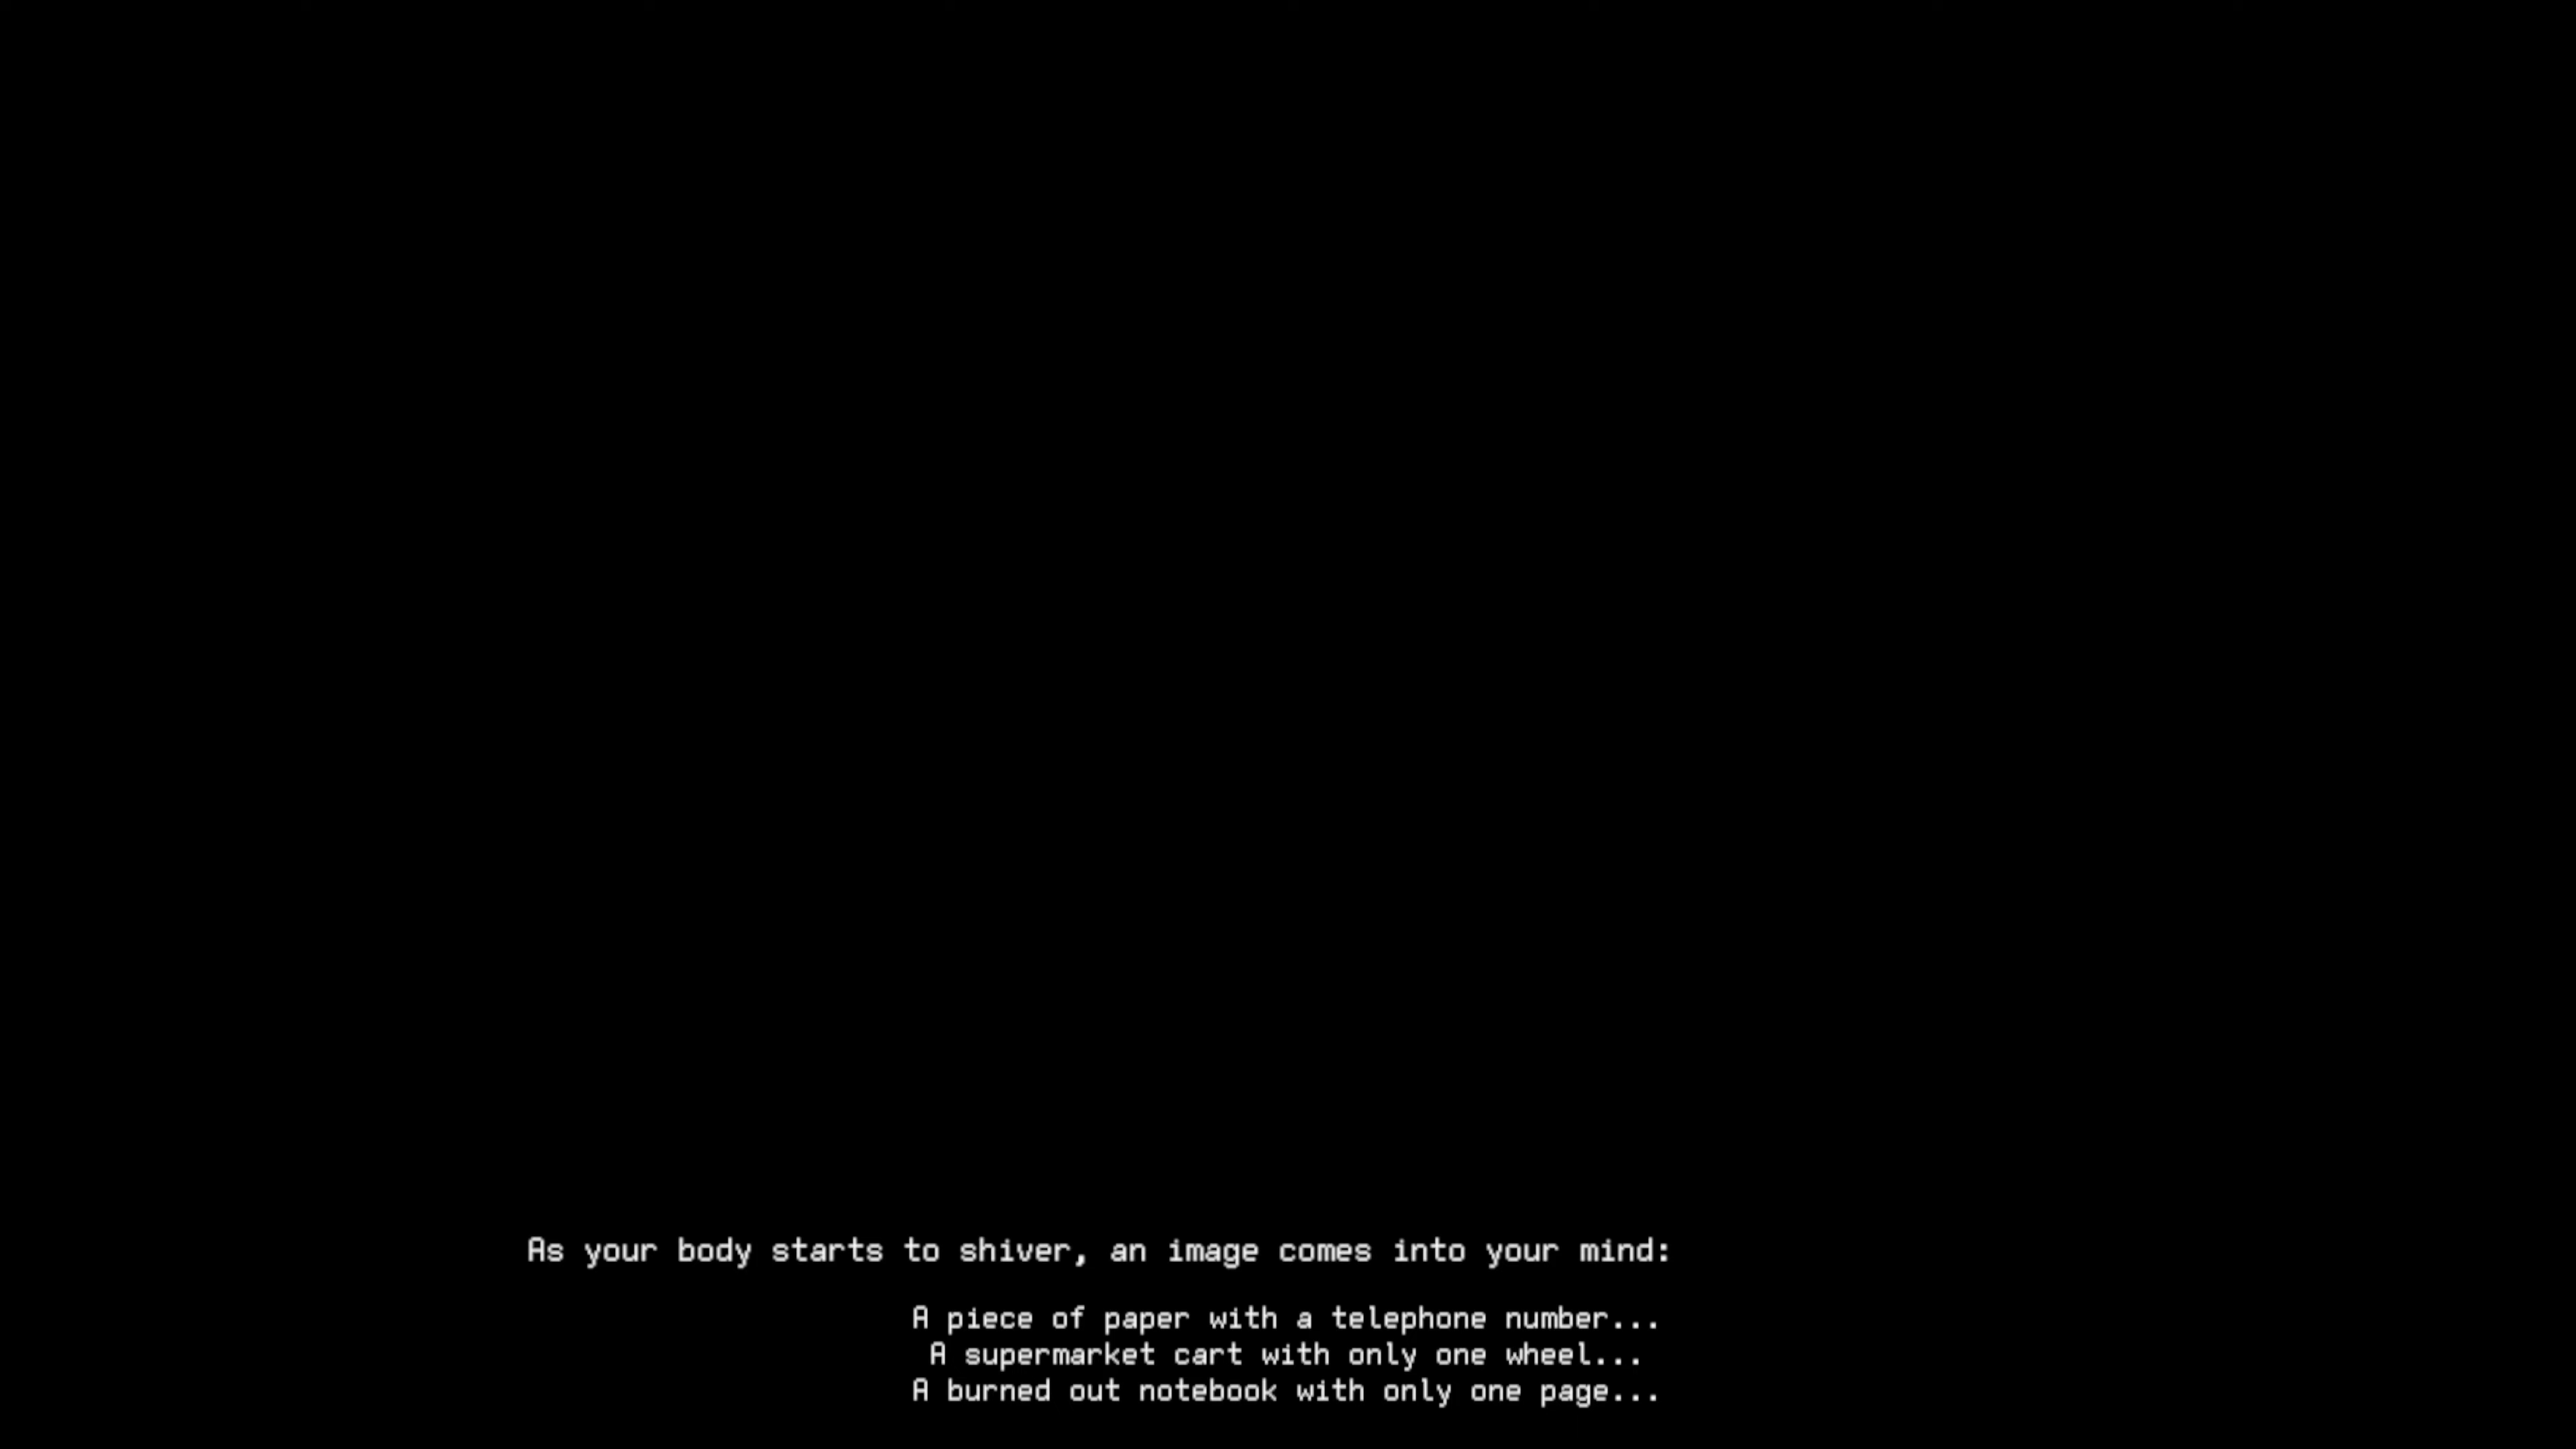 As your body starts to shiver, an image comes into your mind:
A piece of paper with a telephone number...
A supermarket cart with only one wheel...
A burned out notebook with only one page...